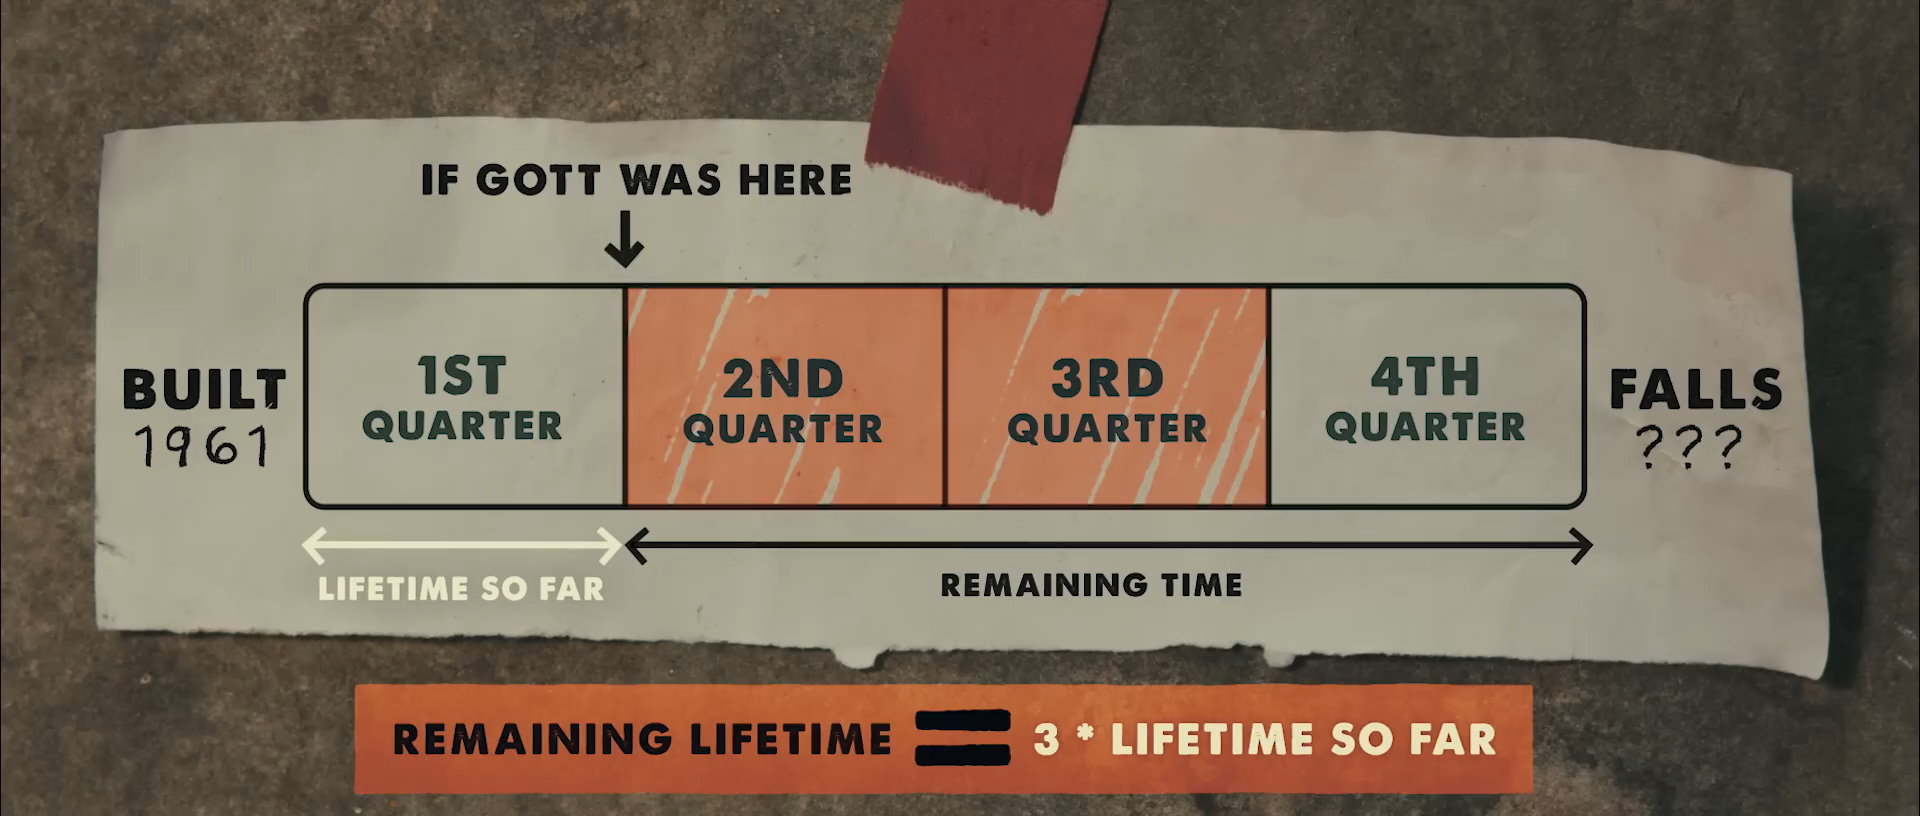 IF GOTT WAS HERE
BUILT
1961
1ST
QUARTER
2ND
QUARTER
3RD
QUARTER
4TH
QUARTER
FALLS
???
LIFETIME SO FAR
REMAINING TIME
REMAINING LIFETIME = 3 * LIFETIME SO FAR